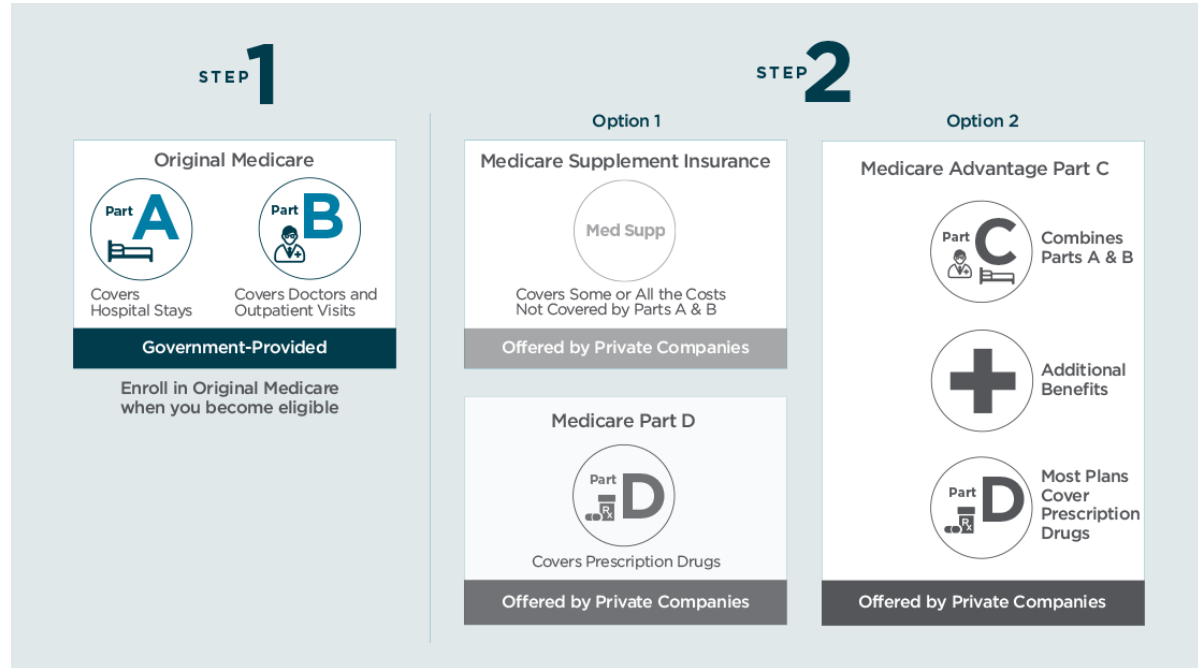 STEP 1
Original Medicare
Part A
Part B
Covers
Hospital Stays
Covers Doctors and
Outpatient Visits
Government-Provided
Enroll in Original Medicare
when you become eligible
STEP 2
Option 1
Medicare Supplement Insurance
Med Supp
Covers Some or All the Costs
Not Covered by Parts A & B
Offered by Private Companies
Medicare Part D
Part D
Rx
Covers Prescription Drugs
Offered by Private Companies
Option 2
Medicare Advantage Part C
Part C
Combines
Parts A & B
Additional
Benefits
Part D
Rx
Most Plans
Cover
Prescription
Drugs
Offered by Private Companies